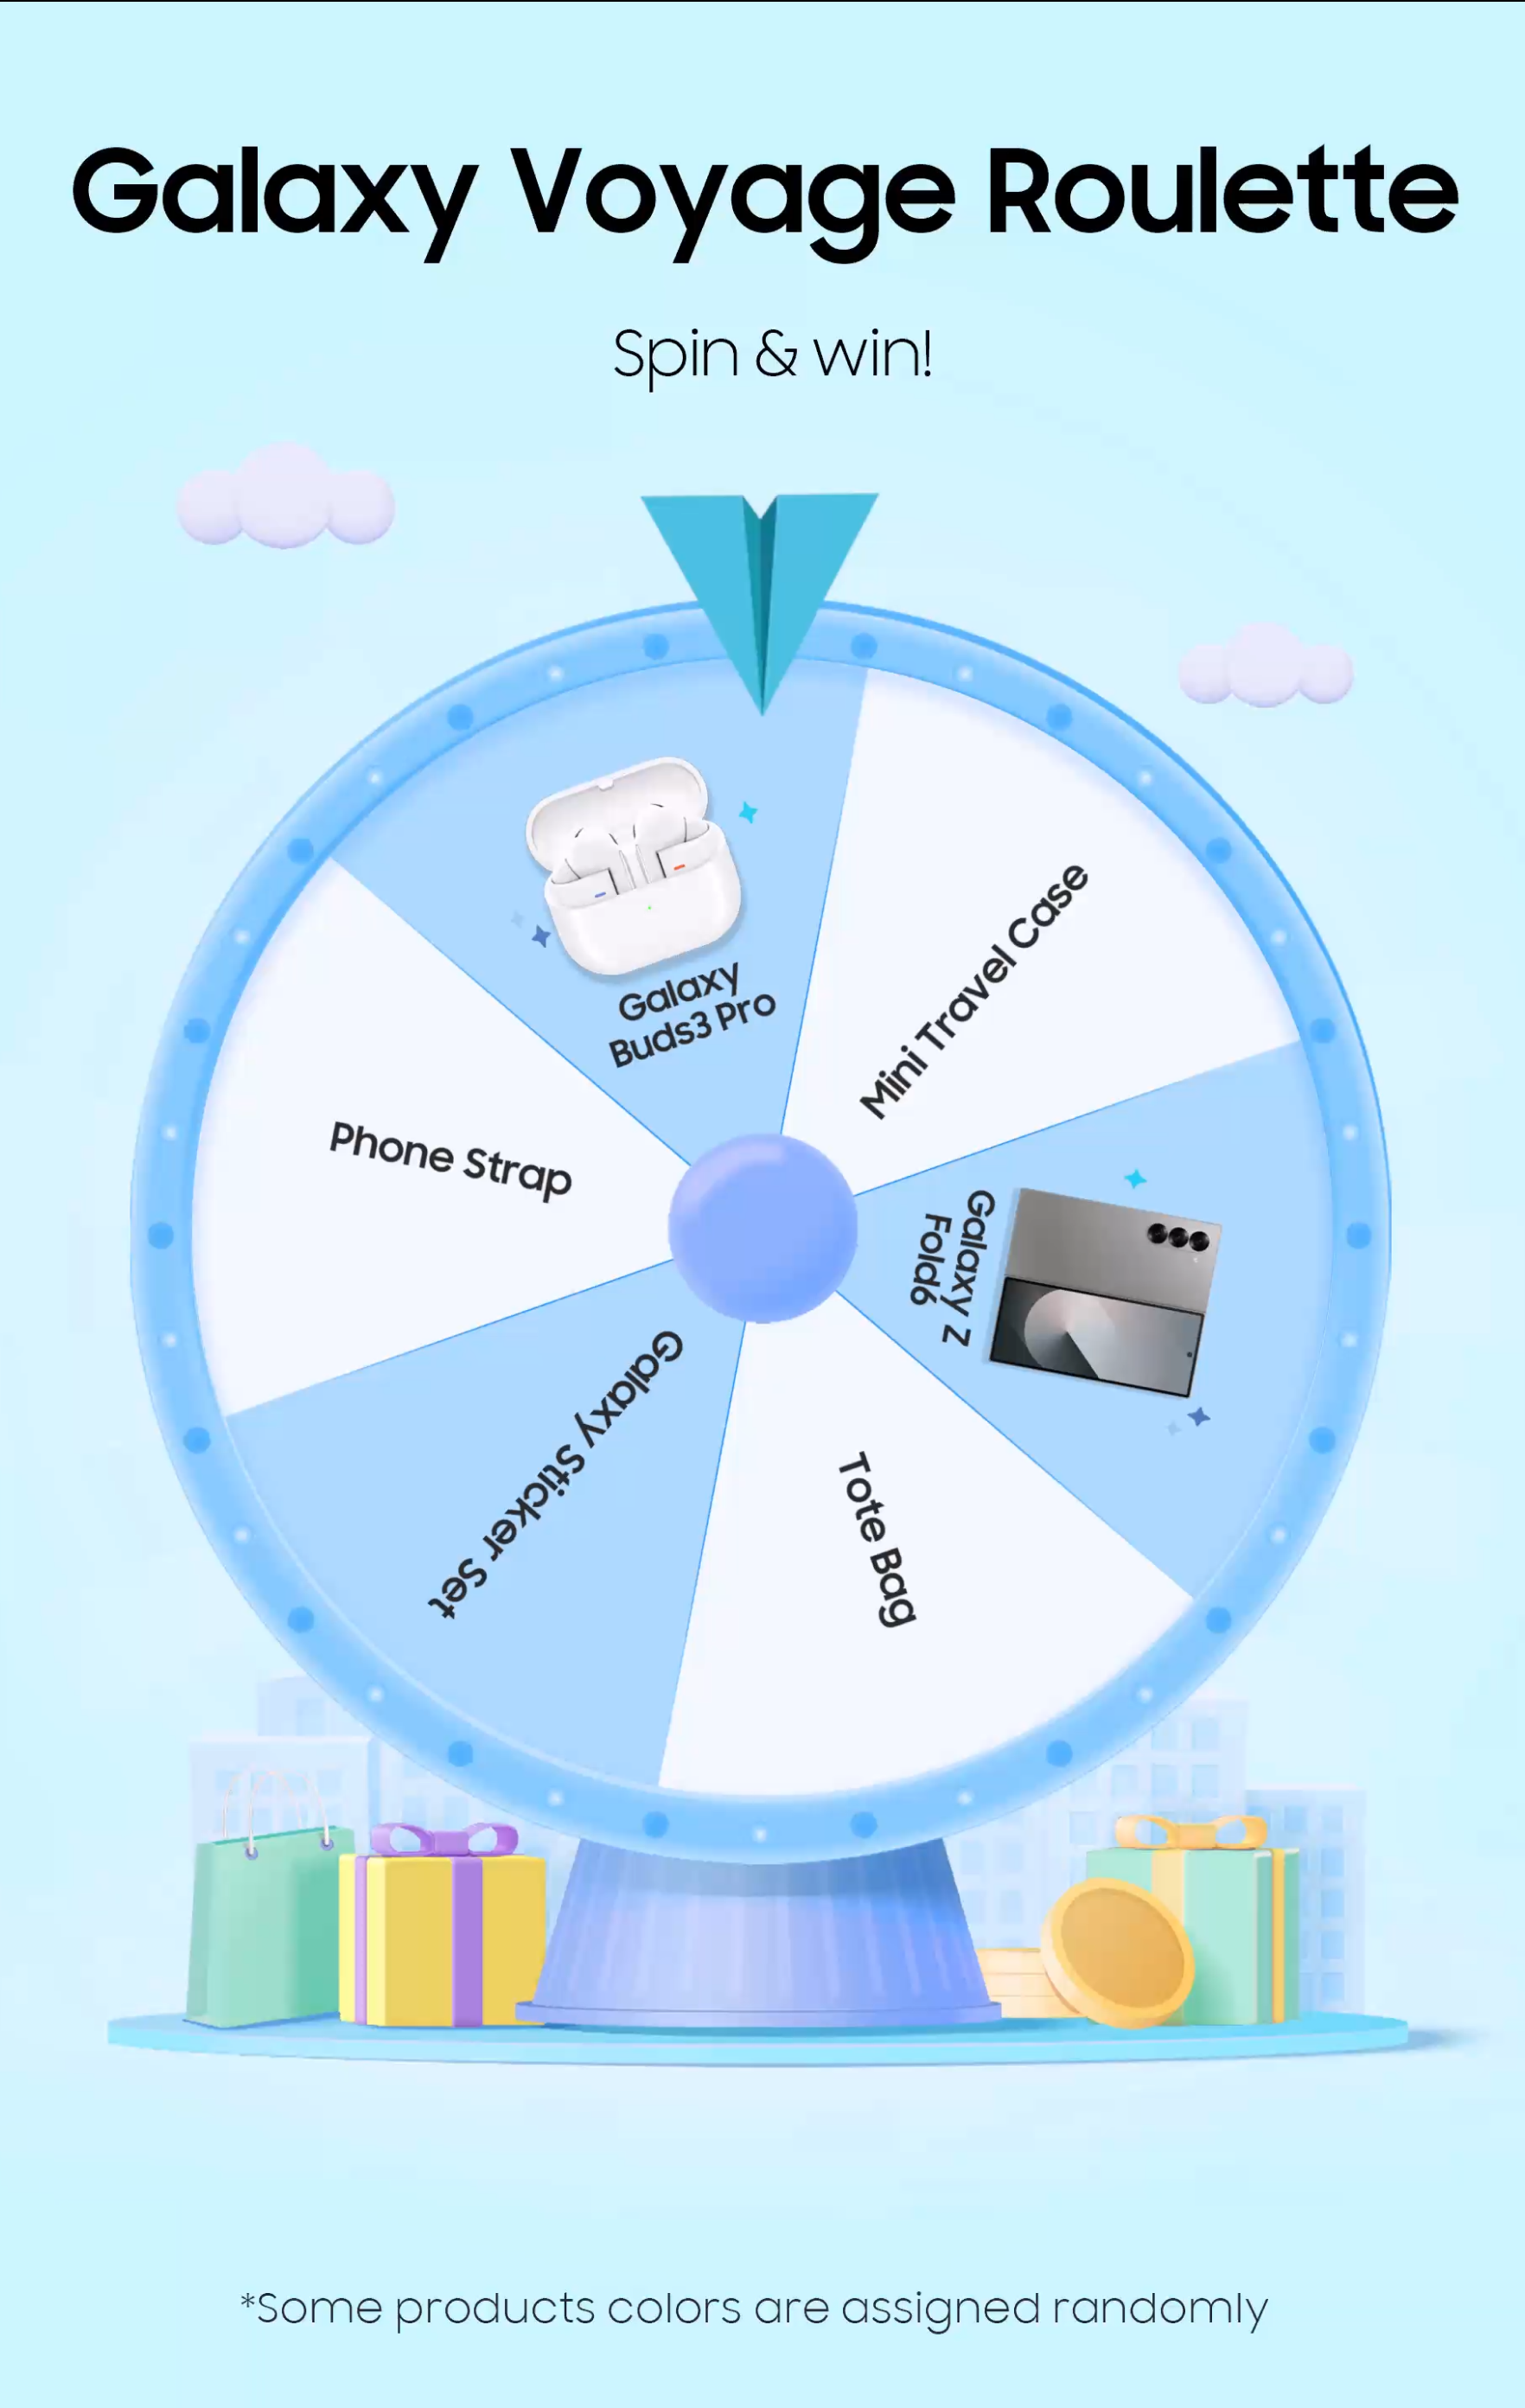 Galaxy Voyage Roulette
Spin & win!
Galaxy
Buds3 Pro
Mini Travel Case
Phone Strap
Galaxy Z
Fold6
Galaxy Sticker Set
Tote Bag
*Some products colors are assigned randomly